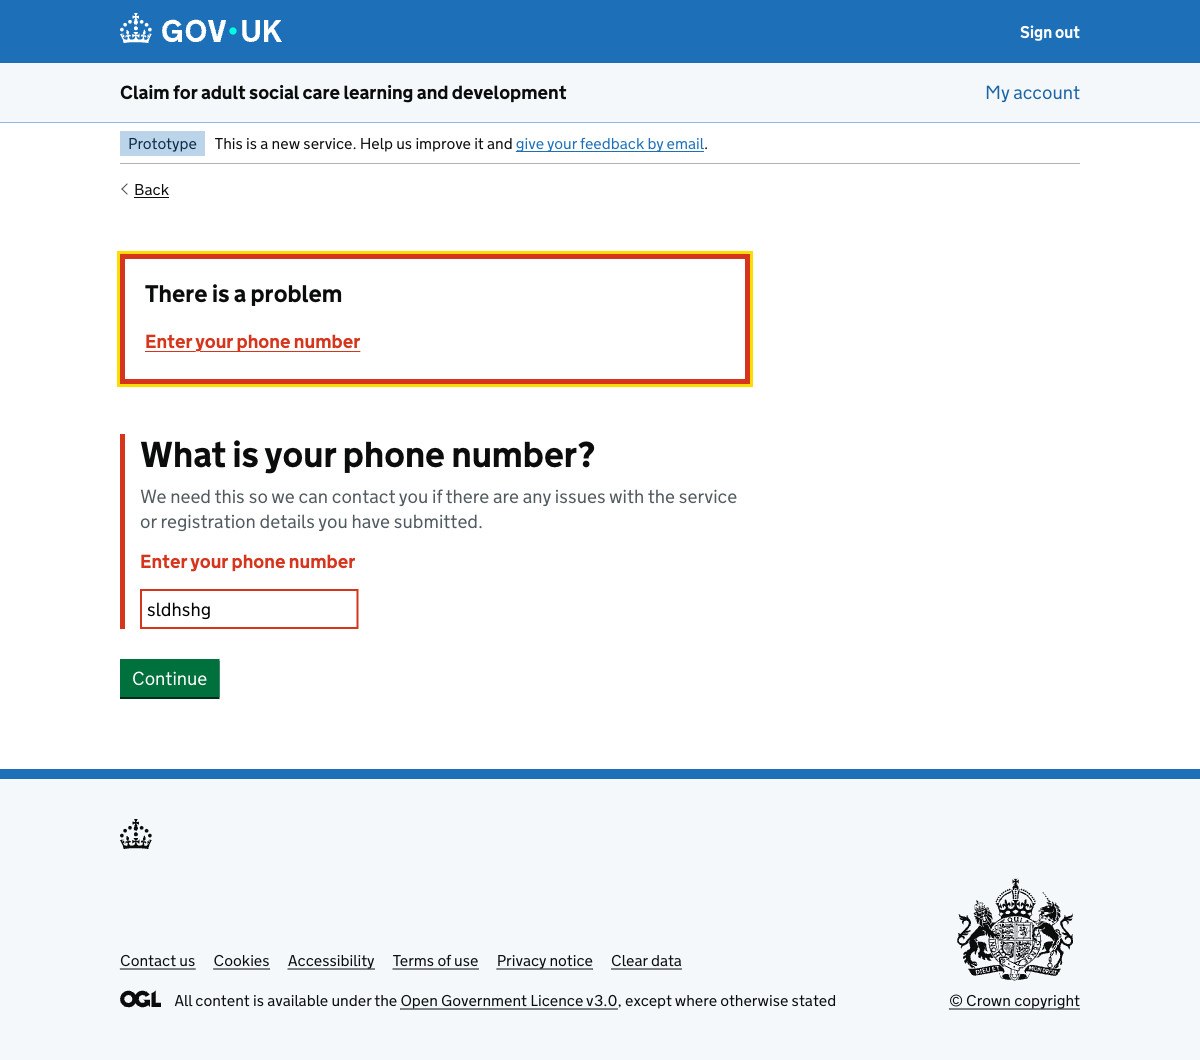 GOV·UK
Sign out
Claim for adult social care learning and development
My account
Prototype This is a new service. Help us improve it and give your feedback by email.
Back
There is a problem
Enter your phone number
What is your phone number?
We need this so we can contact you if there are any issues with the service
or registration details you have submitted.
Enter your phone number
sldhshg
Continue
Contact us Cookies Accessibility Terms of use Privacy notice Clear data
OGL All content is available under the Open Government Licence v3.0, except where otherwise stated
© Crown copyright